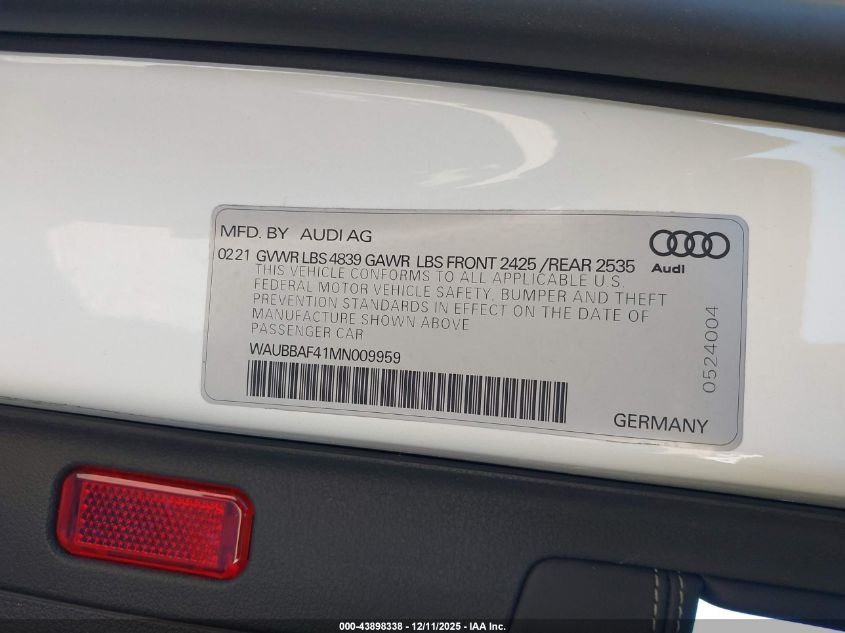 MFD. BY AUDI AG
Audi
0221 GVWR LBS 4839 GAWR LBS FRONT 2425 /REAR 2535
THIS VEHICLE CONFORMS TO ALL APPLICABLE U.S.
FEDERAL MOTOR VEHICLE SAFETY, BUMPER AND THEFT
PREVENTION STANDARDS IN EFFECT ON THE DATE OF
MANUFACTURE SHOWN ABOVE
PASSENGER CAR
WAUBBAF41MN009959
0524004
GERMANY
000-43898338 - 12/11/2025 - IAA Inc.